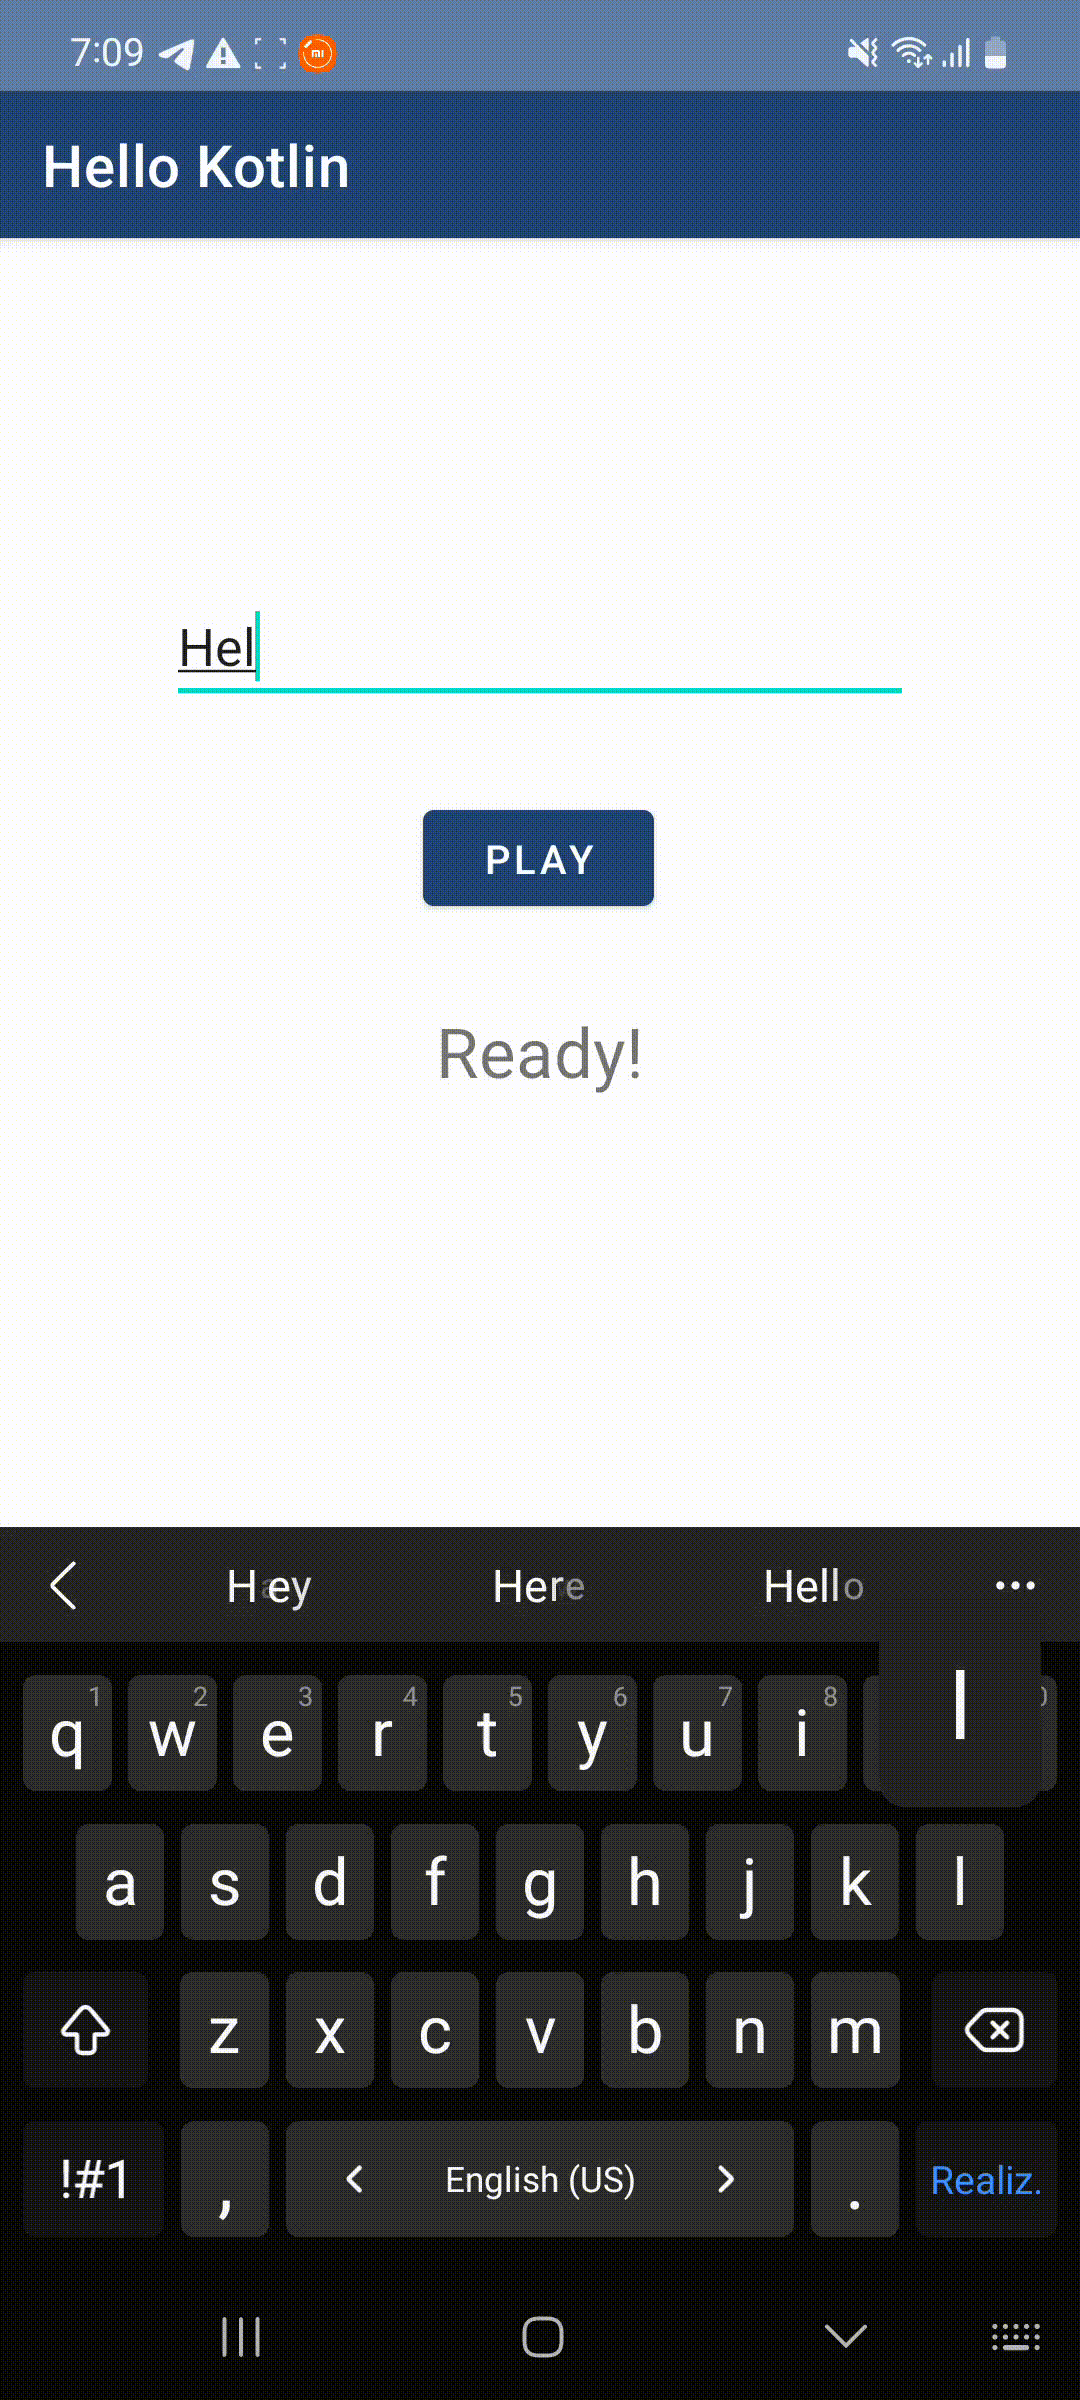 7:09
Hello Kotlin
Hel
PLAY
Ready!
Hey Here Hello
1 2 3 4 5 6 7 8
q w e r t y u i l
a s d f g h j k l
z x c v b n m
!#1 , English (US) . Realiz.